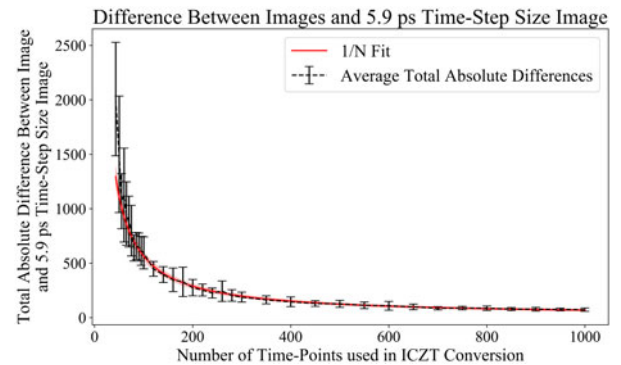 Difference Between Images and 5.9 ps Time-Step Size Image
Total Absolute Difference Between Image
and 5.9 ps Time-Step Size Image
2500
2000
1500
1000
500
0
1/N Fit
Average Total Absolute Differences
0 200 400 600 800 1000
Number of Time-Points used in ICZT Conversion